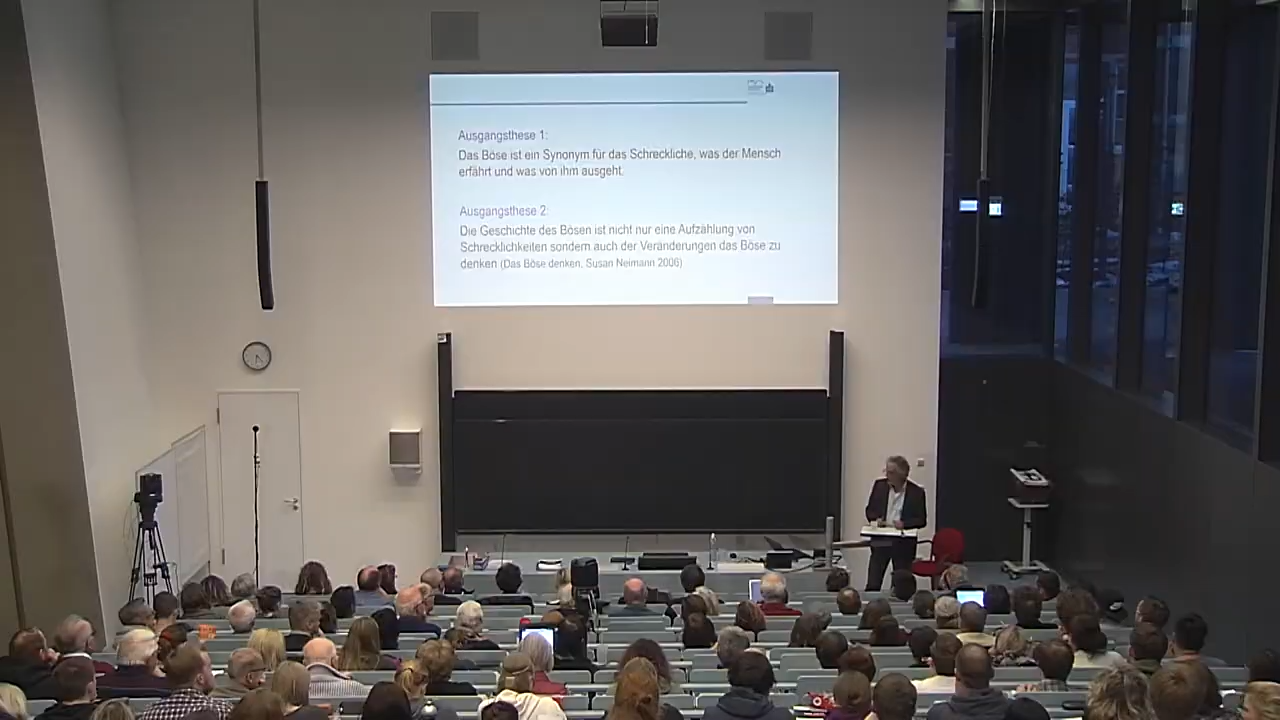 Ausgangsthese 1:
Das Böse ist ein Synonym für das Schreckliche, was der Mensch
erfährt und was von ihm ausgeht.
Ausgangsthese 2:
Die Geschichte des Bösen ist nicht nur eine Aufzählung von
Schrecklichkeiten sondern auch der Veränderungen das Böse zu
denken (Das Böse denken, Susan Neimann 2006)